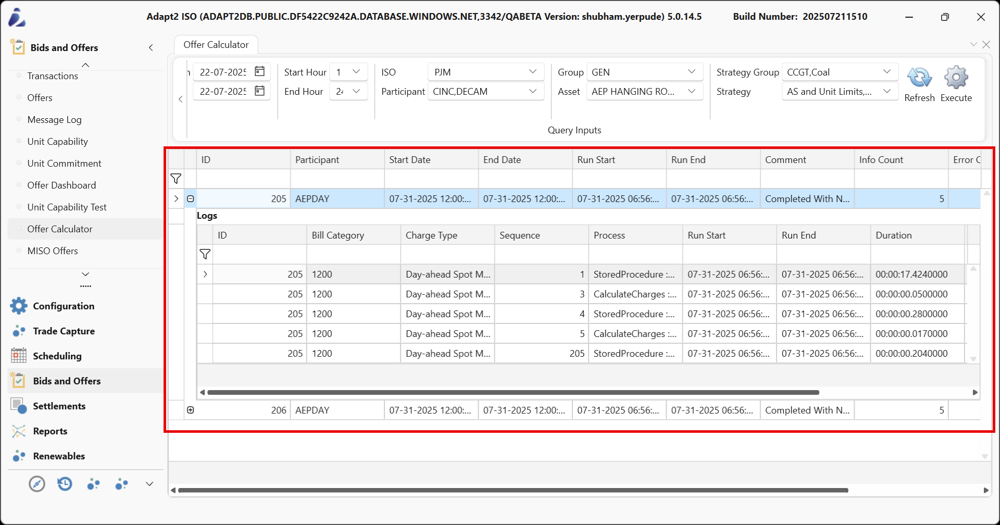 Adapt2 ISO (ADAPT2DB.PUBLIC.DF5422C9242A.DATABASE.WINDOWS.NET,3342/QABETA Version: shubham.yerpude) 5.0.14.5 Build Number: 202507211510
Bids and Offers
Transactions
Offers
Message Log
Unit Capability
Unit Commitment
Offer Dashboard
Unit Capability Test
Offer Calculator
MISO Offers
Configuration
Trade Capture
Scheduling
Bids and Offers
Settlements
Reports
Renewables
Offer Calculator
22-07-2025 Start Hour 1 ISO PJM Group GEN Strategy Group CCGT,Coal
22-07-2025 End Hour 24 Participant CINC,DECAM Asset AEP HANGING RO... Strategy AS and Unit Limits,... Refresh Execute
Query Inputs
ID Participant Start Date End Date Run Start Run End Comment Info Count Error C
205 AEPDAY 07-31-2025 12:00:... 07-31-2025 12:00:... 07-31-2025 06:56:... 07-31-2025 06:56:... Completed With N... 5
Logs
ID Bill Category Charge Type Sequence Process Run Start Run End Duration
205 1200 Day-ahead Spot M... 1 StoredProcedure :... 07-31-2025 06:56:... 07-31-2025 06:56:... 00:00:17.4240000
205 1200 Day-ahead Spot M... 3 CalculateCharges :... 07-31-2025 06:56:... 07-31-2025 06:56:... 00:00:00.0500000
205 1200 Day-ahead Spot M... 4 StoredProcedure :... 07-31-2025 06:56:... 07-31-2025 06:56:... 00:00:00.2800000
205 1200 Day-ahead Spot M... 5 CalculateCharges :... 07-31-2025 06:56:... 07-31-2025 06:56:... 00:00:00.0170000
205 1200 Day-ahead Spot M... 205 StoredProcedure :... 07-31-2025 06:56:... 07-31-2025 06:56:... 00:00:00.2040000
206 AEPDAY 07-31-2025 12:00:... 07-31-2025 12:00:... 07-31-2025 06:56:... 07-31-2025 06:56:... Completed With N... 5